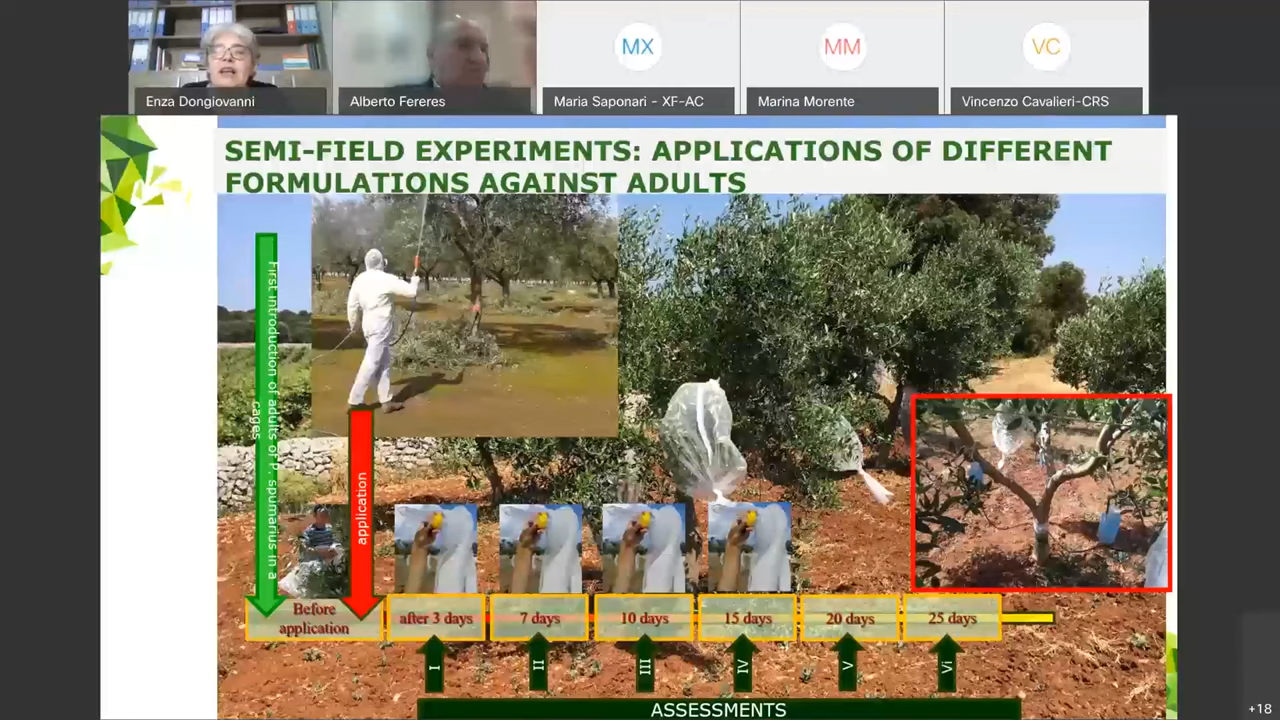 MX
MM
VC
Enza Dongiovanni
Alberto Fereres
Maria Saponari - XF-AC
Marina Morente
Vincenzo Cavalieri-CRS
SEMI-FIELD EXPERIMENTS: APPLICATIONS OF DIFFERENT
FORMULATIONS AGAINST ADULTS
First introduction of adults of P. spumarius in a
cages
application
Before
application
after 3 days
7 days
10 days
15 days
20 days
25 days
I
II
III
IV
V
Vi
ASSESSMENTS
+18